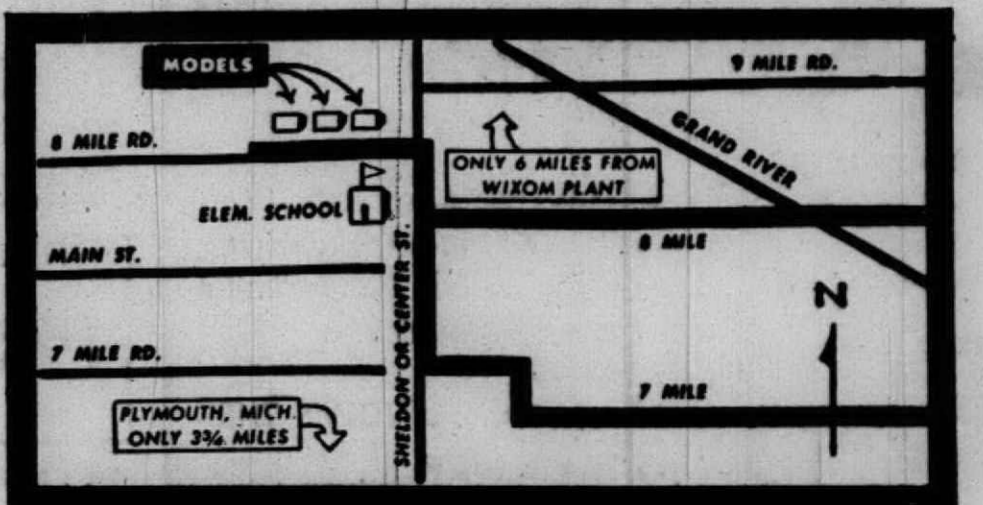 MODELS
9 MILE RD.
8 MILE RD.
GRAND RIVER
ONLY 6 MILES FROM
WIXOM PLANT
ELEM. SCHOOL
8 MILE
MAIN ST.
SHELDON OR CENTER ST.
N
7 MILE RD.
7 MILE
PLYMOUTH, MICH.
ONLY 3¾ MILES